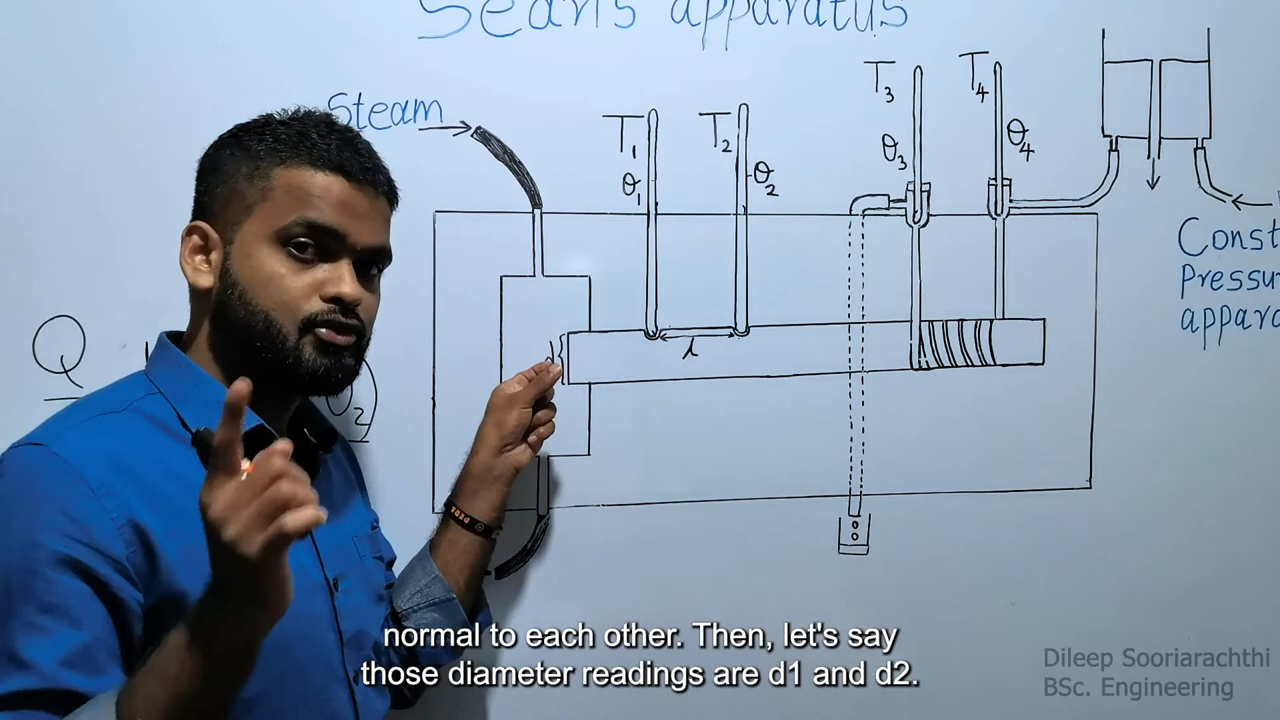 Searl's apparatus
Steam
T1
θ1
T2
θ2
T3
θ3
T4
θ4
l
d
Q
θ2)
Const
Pressu
appara
normal to each other. Then, let's say
those diameter readings are d1 and d2.
Dileep Sooriarachthi
BSc. Engineering